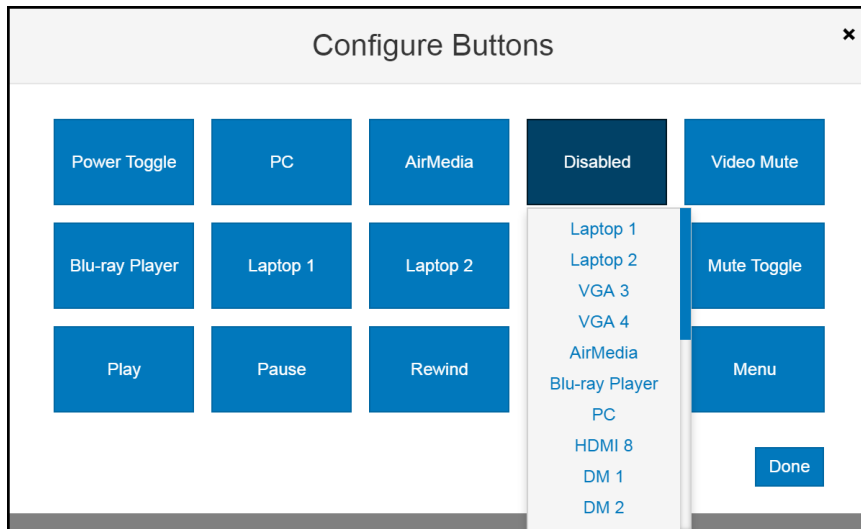 Configure Buttons
×
Power Toggle
PC
AirMedia
Disabled
Video Mute
Blu-ray Player
Laptop 1
Laptop 2
Mute Toggle
Play
Pause
Rewind
Menu
Laptop 1
Laptop 2
VGA 3
VGA 4
AirMedia
Blu-ray Player
PC
HDMI 8
DM 1
DM 2
Done